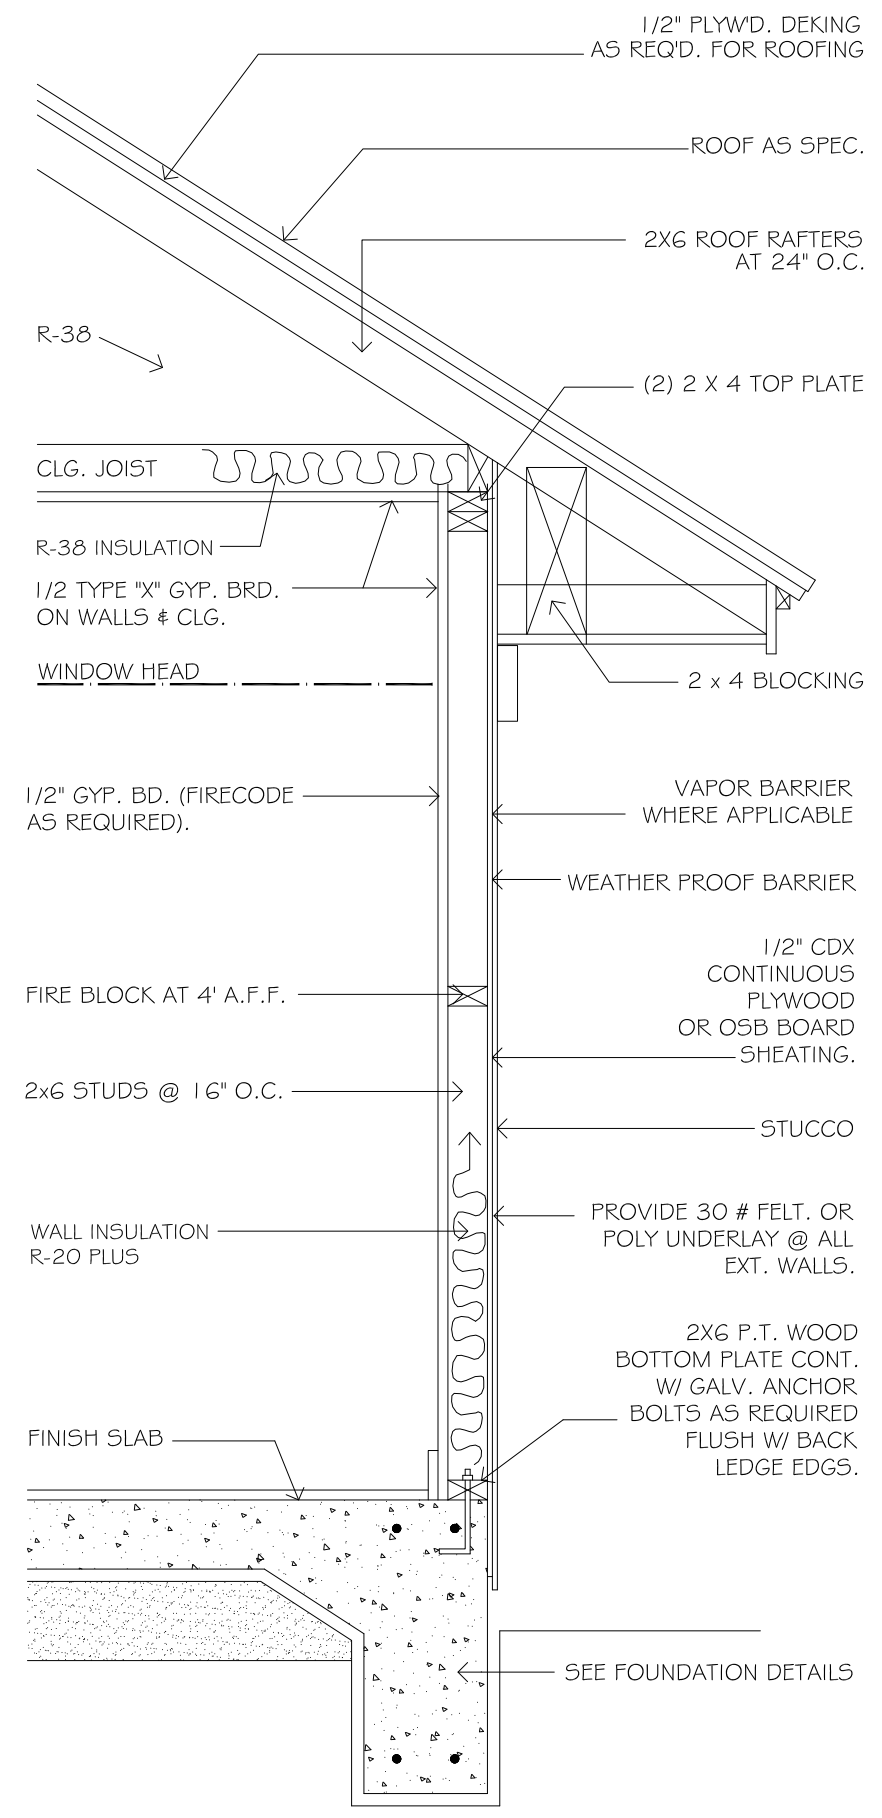 1/2" PLYW'D. DEKING
AS REQ'D. FOR ROOFING
ROOF AS SPEC.
2X6 ROOF RAFTERS
AT 24" O.C.
R-38
(2) 2 X 4 TOP PLATE
CLG. JOIST
R-38 INSULATION
1/2 TYPE "X" GYP. BRD.
ON WALLS & CLG.
WINDOW HEAD
2 x 4 BLOCKING
1/2" GYP. BD. (FIRECODE
AS REQUIRED).
VAPOR BARRIER
WHERE APPLICABLE
WEATHER PROOF BARRIER
1/2" CDX
CONTINUOUS
PLYWOOD
OR OSB BOARD
SHEATING.
FIRE BLOCK AT 4' A.F.F.
2x6 STUDS @ 16" O.C.
STUCCO
WALL INSULATION
R-20 PLUS
PROVIDE 30 # FELT. OR
POLY UNDERLAY @ ALL
EXT. WALLS.
2X6 P.T. WOOD
BOTTOM PLATE CONT.
W/ GALV. ANCHOR
BOLTS AS REQUIRED
FLUSH W/ BACK
LEDGE EDGS.
FINISH SLAB
SEE FOUNDATION DETAILS